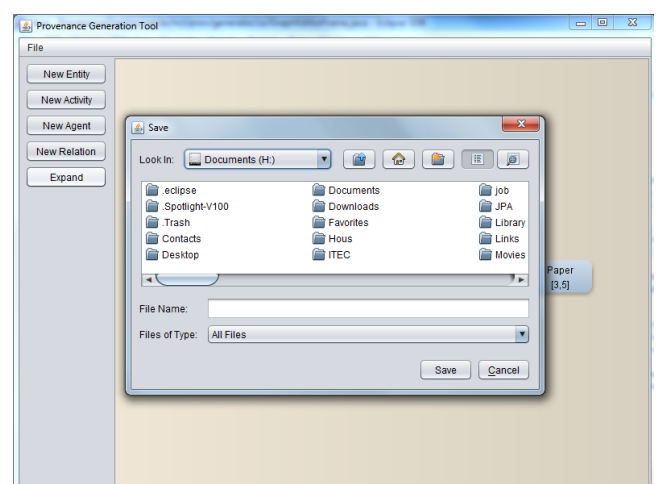 Provenance Generation Tool
File
New Entity
New Activity
New Agent
New Relation
Expand
Save
Look In: Documents (H:)
.eclipse Documents job
.Spotlight-V100 Downloads JPA
.Trash Favorites Library
Contacts Hous Links
Desktop ITEC Movies
Paper
[3,5]
File Name:
Files of Type: All Files
Save Cancel